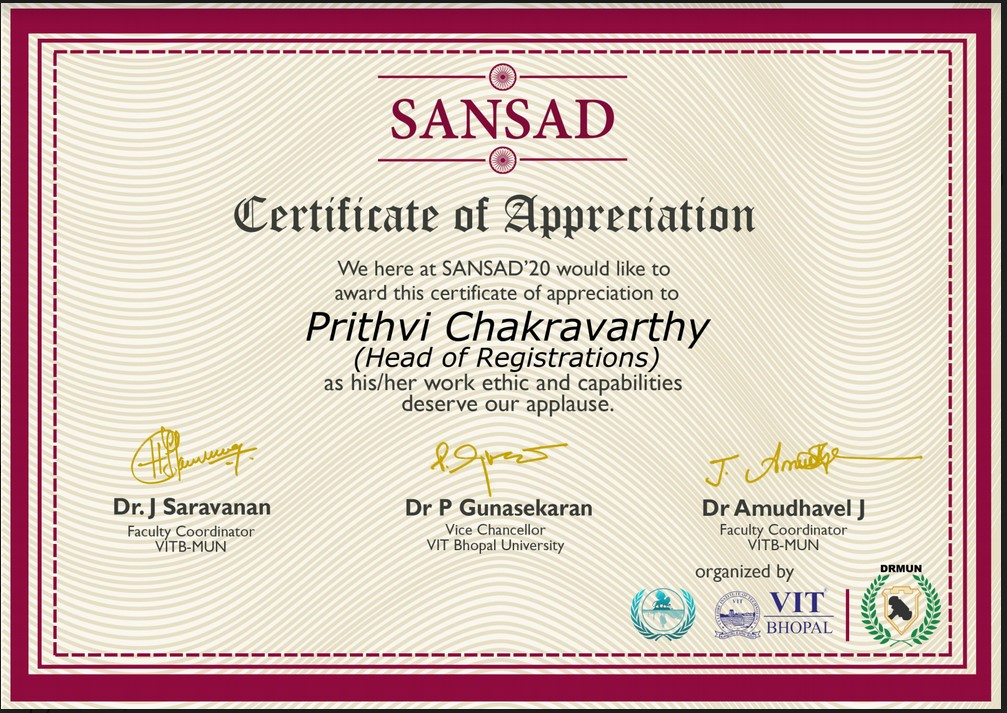 SANSAD
Certificate of Appreciation
We here at SANSAD'20 would like to
award this certificate of appreciation to
Prithvi Chakravarthy
(Head of Registrations)
as his/her work ethic and capabilities
deserve our applause.
Dr. J Saravanan
Faculty Coordinator
VITB-MUN
Dr P Gunasekaran
Vice Chancellor
VIT Bhopal University
J. Amudha
Dr Amudhavel J
Faculty Coordinator
VITB-MUN
organized by
VIT
VIT
BHOPAL
DRMUN